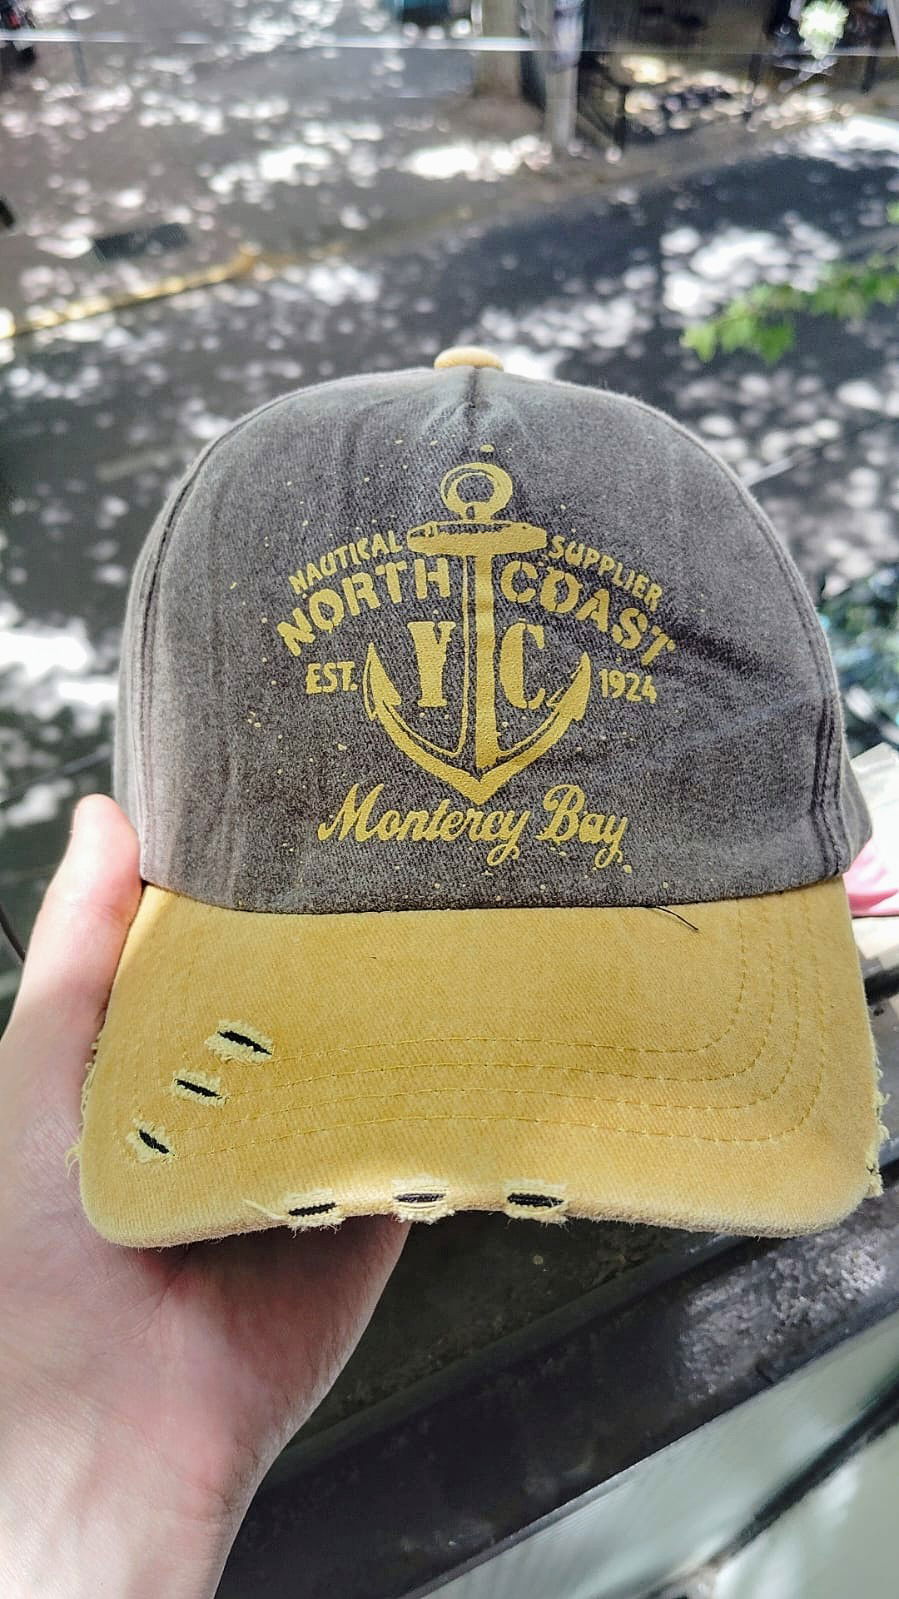 NAUTICAL SUPPLIER
NORTH COAST
EST. Y C 1924
Monterey Bay